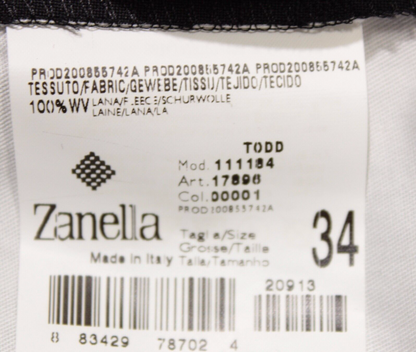 PROD200855742A PROD200855742A PROD200855742A
TESSUTO/FABRIC/GEWEBE/TISSU/TEJIDO/TECIDO
100%WV LANA/FLEECE/SCHURWOLLE
LAINE/LANA/LA
TODD
Mod. 111184
Art. 17896
Col. 00001
PROD200855742A
Zanella
Taglia/Size
Grosse/Taille
Made in Italy Talla/Tamanho
34
20913
8 83429 78702 4